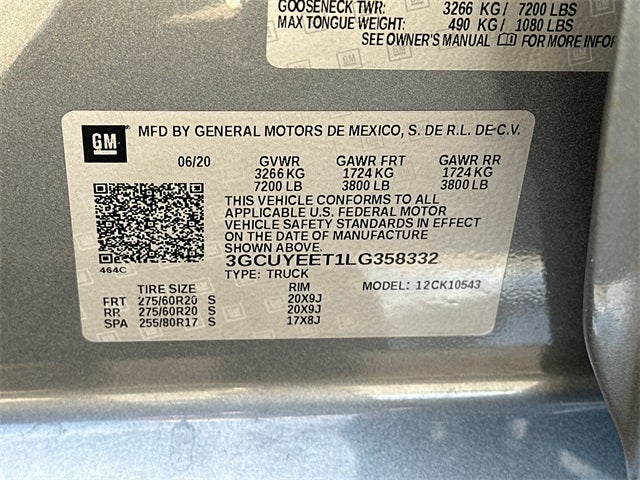 GOOSENECK TWR: 3266 KG / 7200 LBS
MAX TONGUE WEIGHT: 490 KG / 1080 LBS
SEE OWNER'S MANUAL FOR MORE INFOR
GM MFD BY GENERAL MOTORS DE MEXICO, S. DE R.L. DE C.V.
06/20 GVWR GAWR FRT GAWR RR
3266 KG 1724 KG 1724 KG
7200 LB 3800 LB 3800 LB
THIS VEHICLE CONFORMS TO ALL
APPLICABLE U.S. FEDERAL MOTOR
VEHICLE SAFETY STANDARDS IN EFFECT
ON THE DATE OF MANUFACTURE
SHOWN ABOVE.
3GCUYEET1LG358332
464C
TYPE: TRUCK
TIRE SIZE RIM MODEL: 12CK10543
FRT 275/60R20 S 20X9J
RR 275/60R20 S 20X9J
SPA 255/80R17 S 17X8J